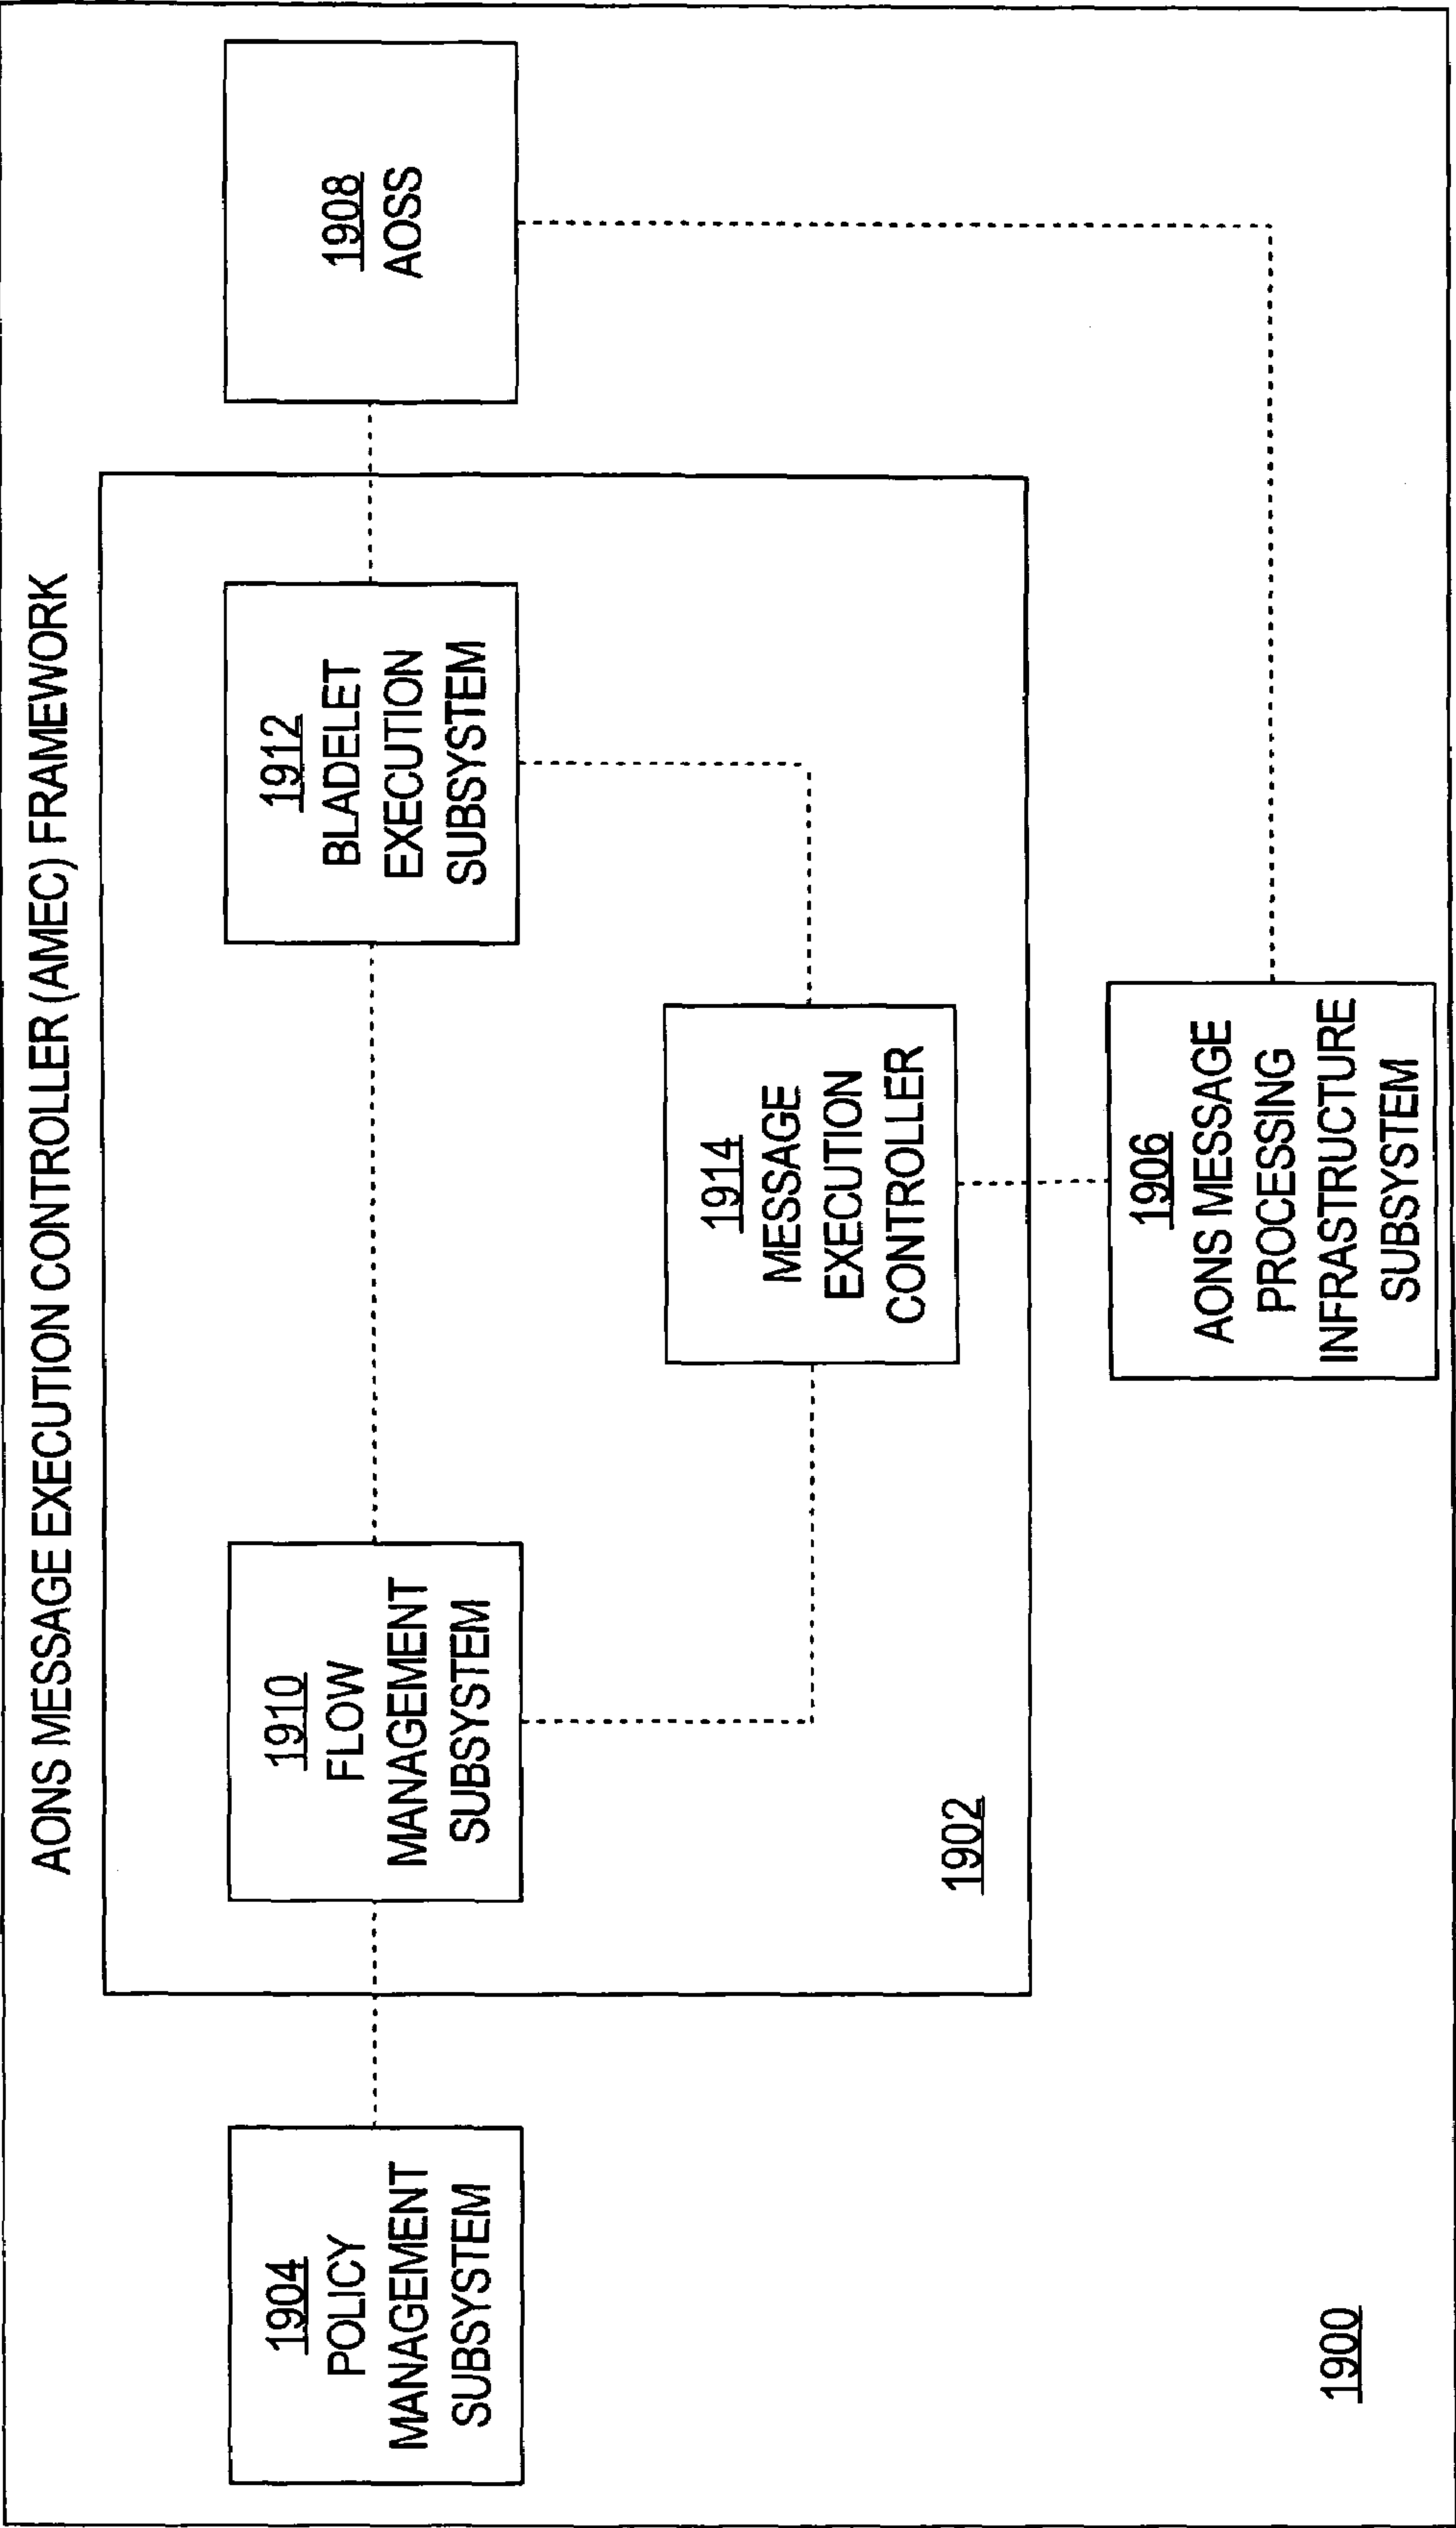 AONS MESSAGE EXECUTION CONTROLLER (AMEC) FRAMEWORK
1904
POLICY
MANAGEMENT
SUBSYSTEM
1910
FLOW
MANAGEMENT
SUBSYSTEM
1912
BLADELET
EXECUTION
SUBSYSTEM
1908
AOSS
1914
MESSAGE
EXECUTION
CONTROLLER
1902
1906
AONS MESSAGE
PROCESSING
INFRASTRUCTURE
SUBSYSTEM
1900